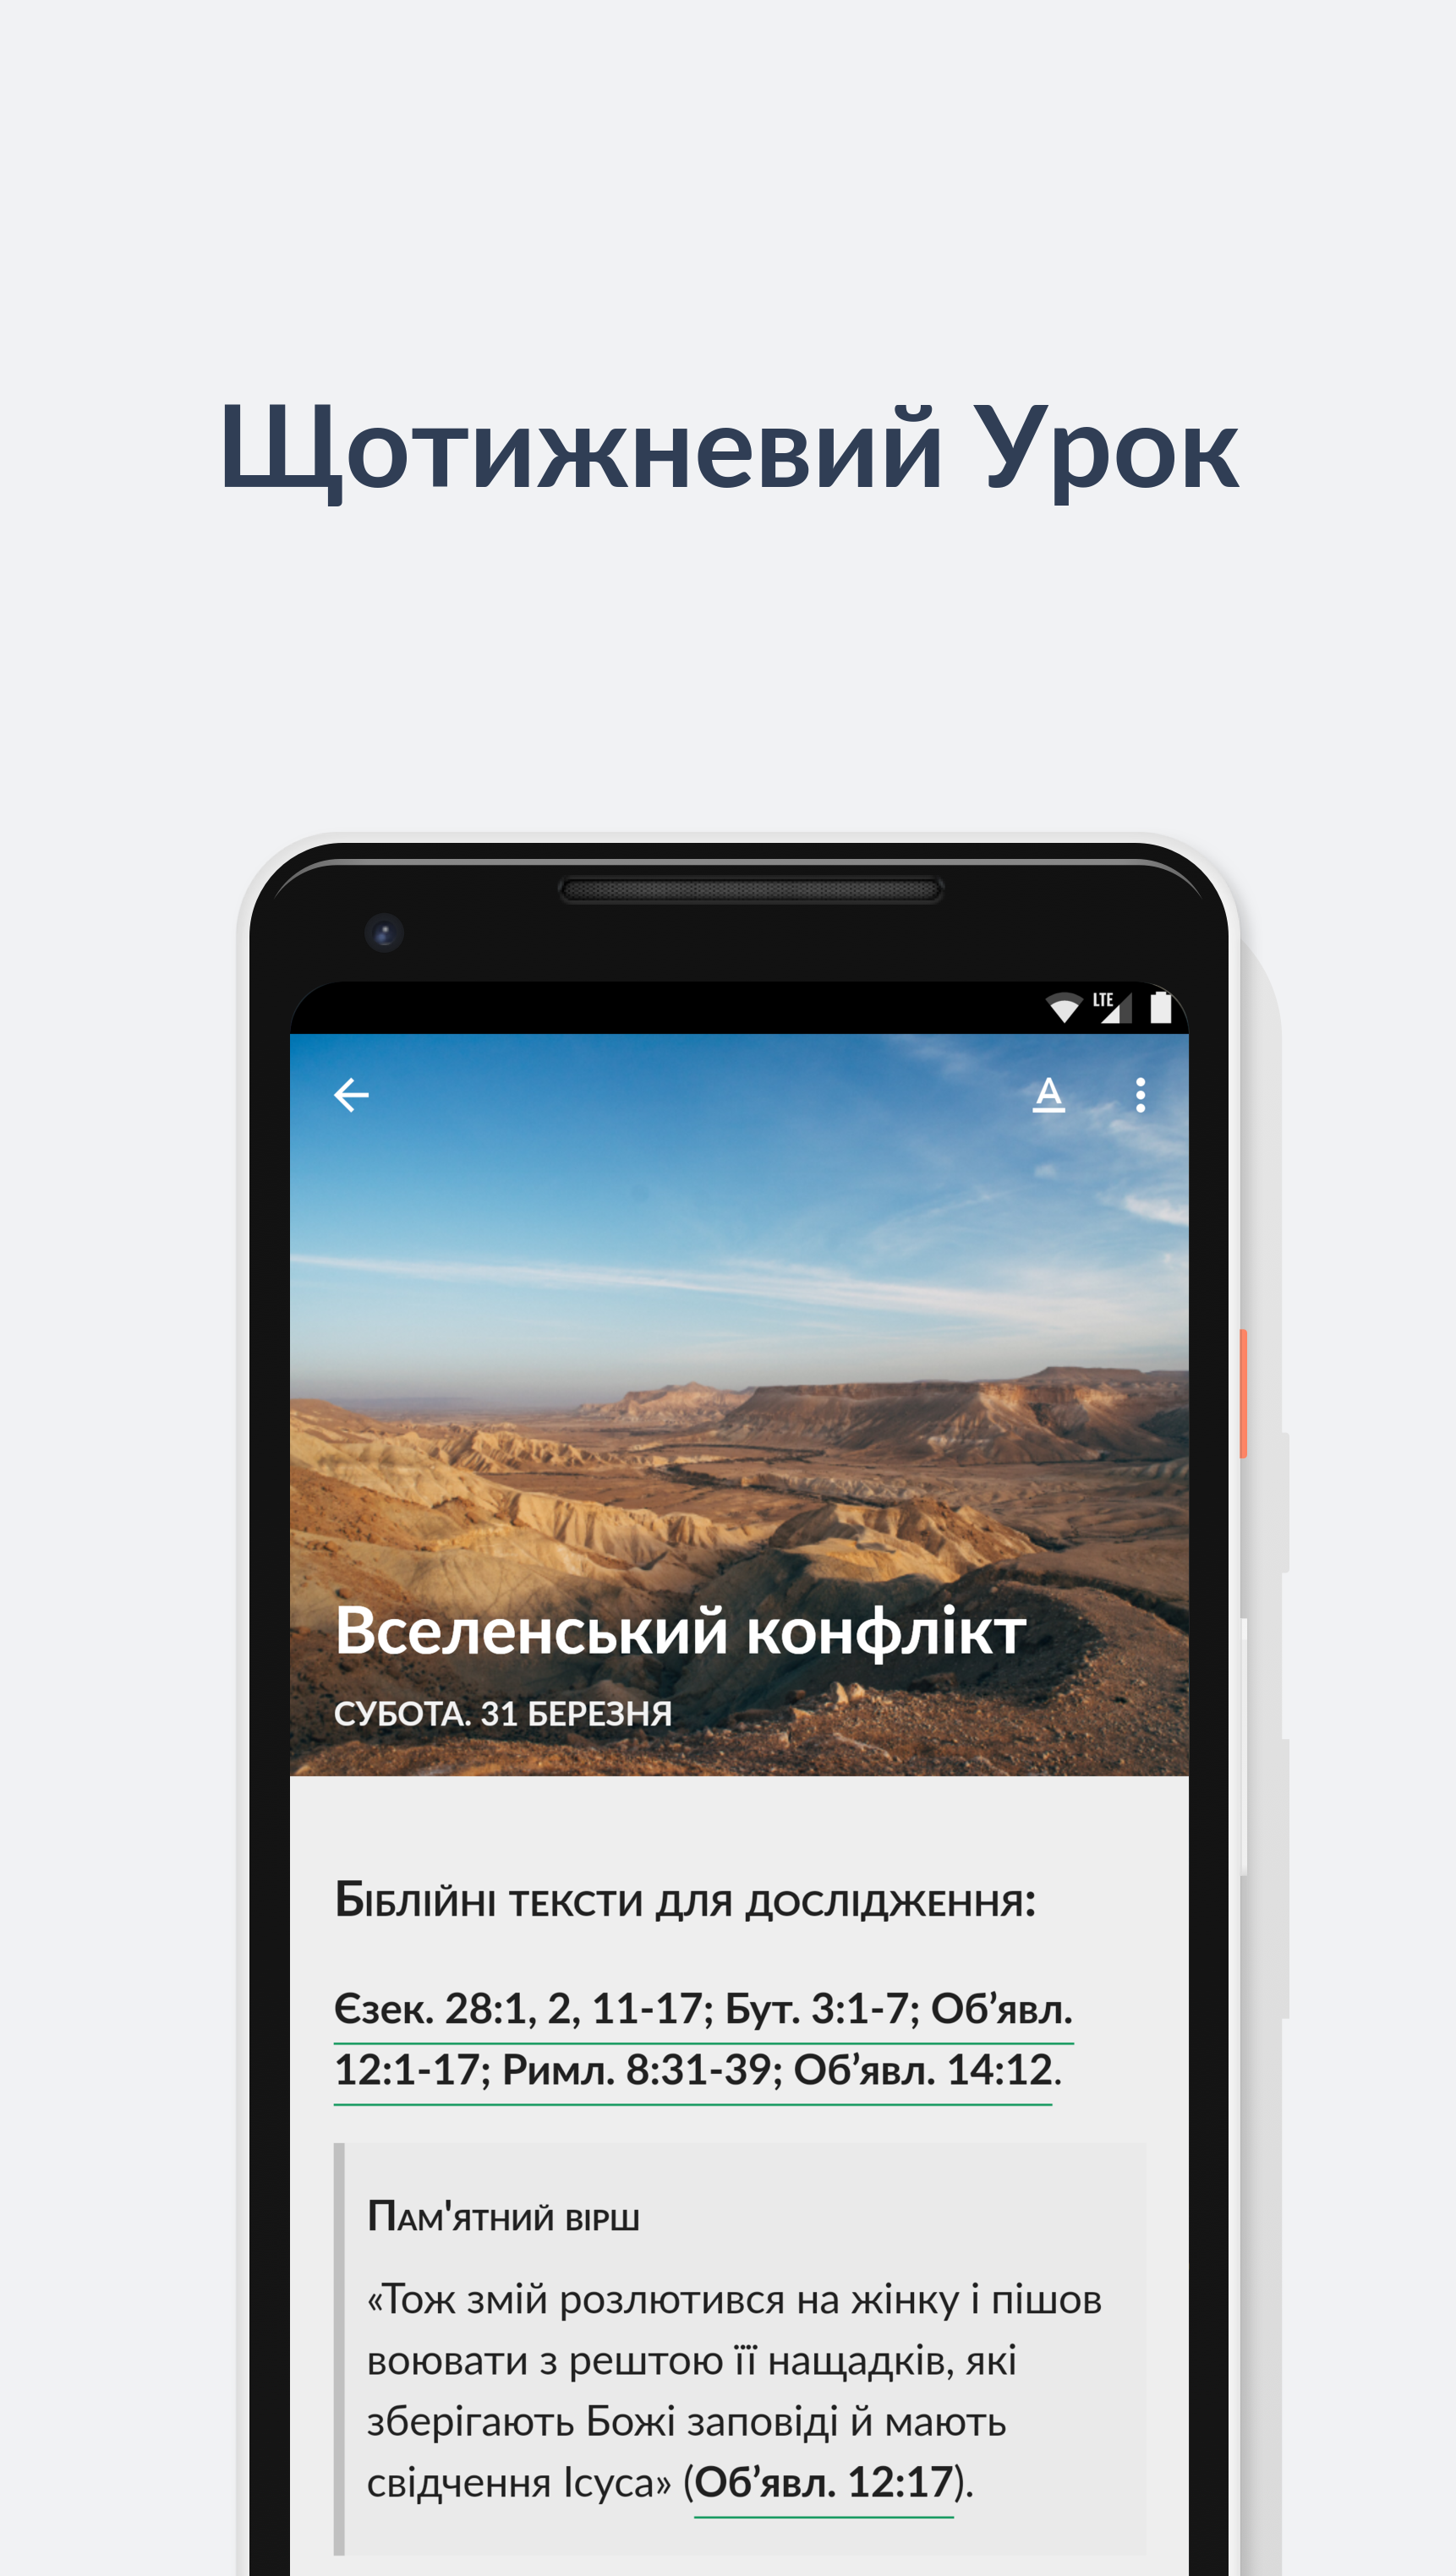 Щотижневий Урок
LTE
A
Вселенський конфлікт
СУБОТА. 31 БЕРЕЗНЯ
Біблійні тексти для дослідження:
Єзек. 28:1, 2, 11-17; Бут. 3:1-7; Об’явл.
12:1-17; Римл. 8:31-39; Об’явл. 14:12.
Пам'ятний вірш
«Тож змій розлютився на жінку і пішов
воювати з рештою її нащадків, які
зберігають Божі заповіді й мають
свідчення Ісуса» (Об’явл. 12:17).